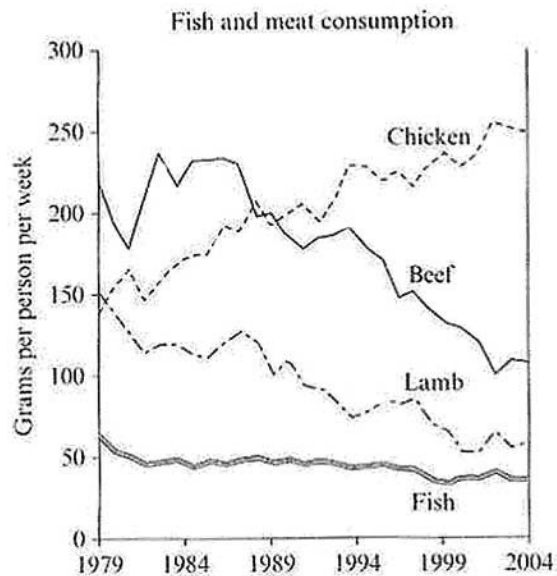 Fish and meat consumption
300
250
200
150
100
50
0
Grams per person per week
Chicken
Beef
Lamb
Fish
1979 1984 1989 1994 1999 2004